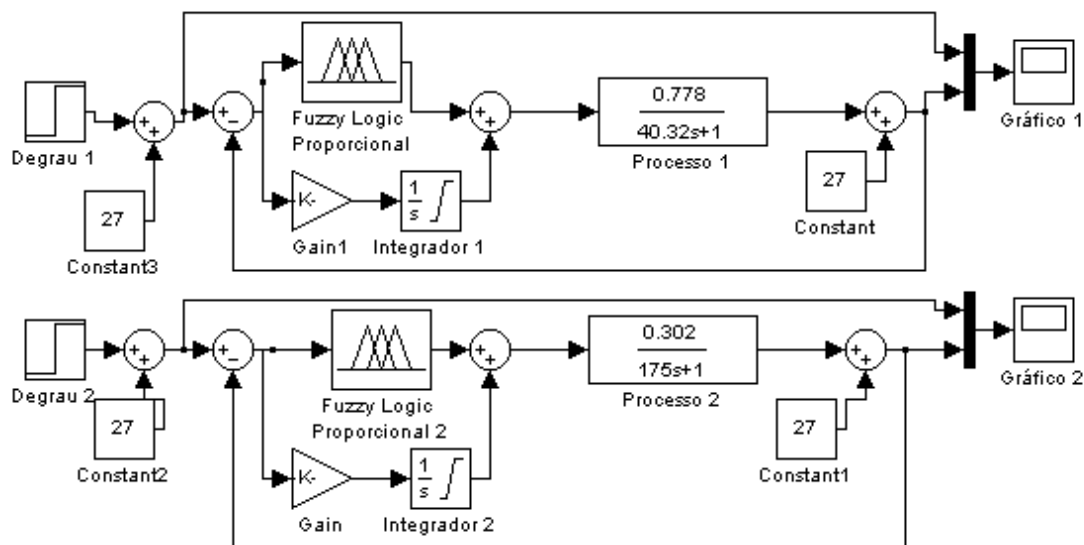 Degrau 1
27
Constant3
+
+
+
−
Fuzzy Logic
Proporcional
K-
Gain1
1
s
Integrador 1
+
+
0.778
40.32s+1
Processo 1
+
+
27
Constant
Gráfico 1
Degrau 2
27
Constant2
+
+
+
−
Fuzzy Logic
Proporcional 2
K-
Gain
1
s
Integrador 2
+
+
0.302
175s+1
Processo 2
+
+
27
Constant1
Gráfico 2